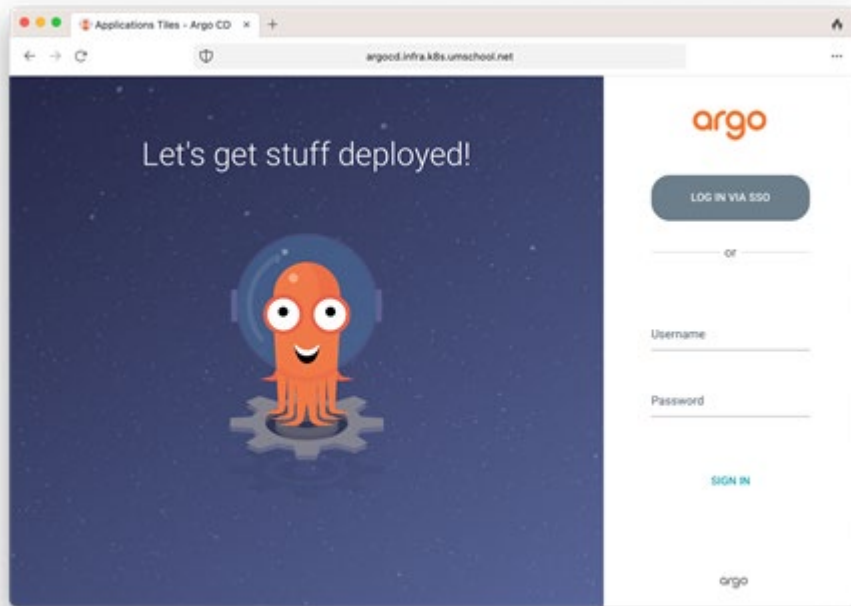 Applications Tiles - Argo CD
argocd.infra.k8s.umschool.net
Let's get stuff deployed!
argo
LOG IN VIA SSO
or
Username
Password
SIGN IN
argo